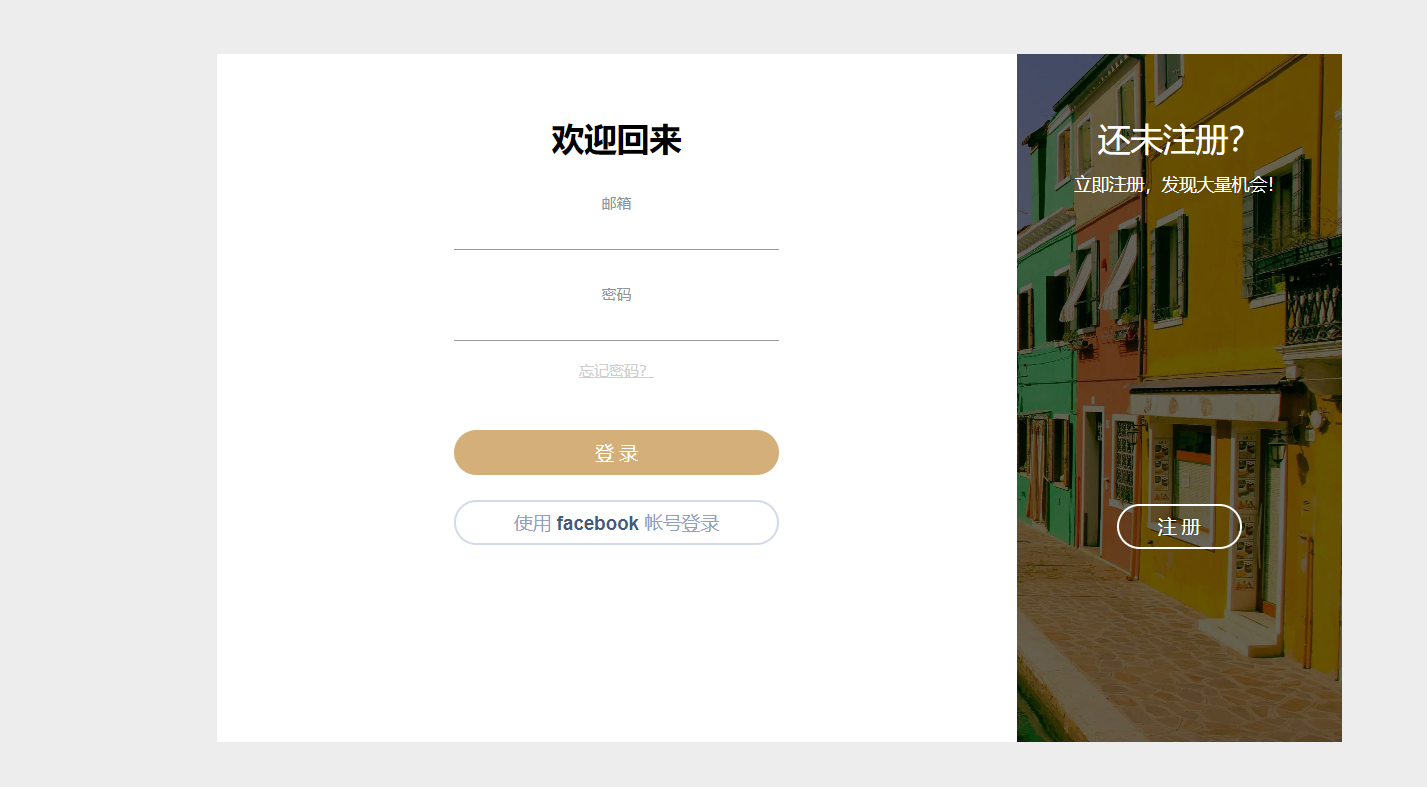 欢迎回来
邮箱
密码
忘记密码？
登录
使用 facebook 帐号登录
还未注册？
立即注册，发现大量机会！
注册